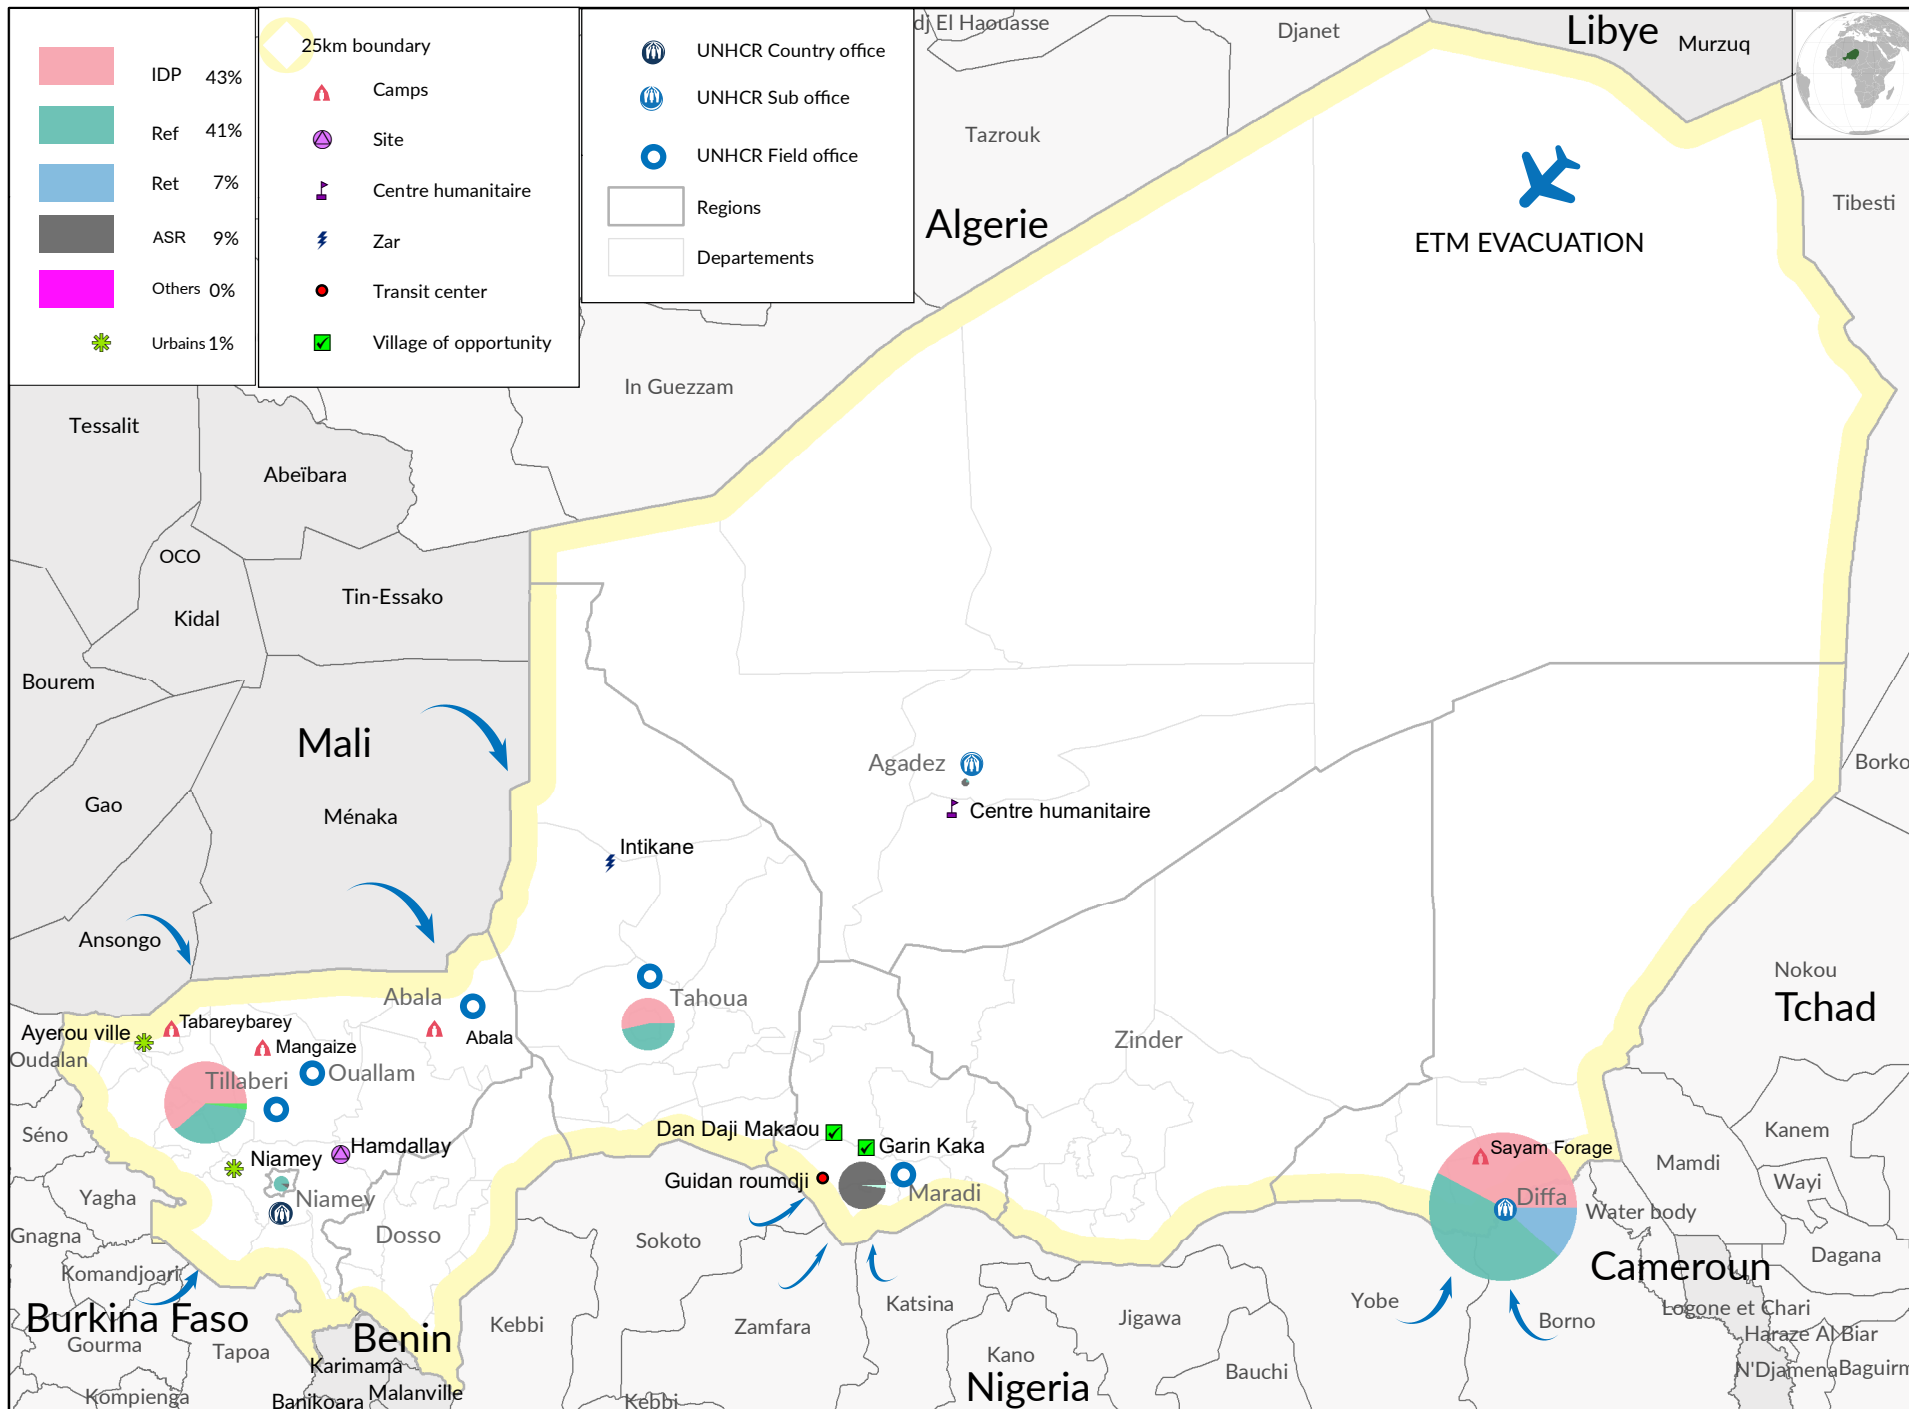 IDP 43%
Ref 41%
Ret 7%
ASR 9%
Others 0%
Urbains 1%
25km boundary
Camps
Site
Centre humanitaire
Zar
Transit center
Village of opportunity
UNHCR Country office
UNHCR Sub office
UNHCR Field office
Regions
Departements
dj El Haouasse
Djanet
Libye
Murzuq
Tazrouk
Tibesti
Algerie
ETM EVACUATION
In Guezzam
Tessalit
Abeïbara
OCO
Tin-Essako
Kidal
Bourem
Mali
Agadez
Borko
Gao
Ménaka
Centre humanitaire
Intikane
Ansongo
Nokou
Tchad
Abala
Tahoua
Tabareybarey
Ayerou ville
Abala
Zinder
Oudalan
Mangaize
Tillaberi
Ouallam
Séno
Dan Daji Makaou
Kanem
Hamdallay
Garin Kaka
Sayam Forage
Niamey
Mamdi
Guidan roumdji
Wayi
Yagha
Niamey
Maradi
Diffa
Water body
Gnagna
Dosso
Sokoto
Dagana
Komandjoari
Cameroun
Katsina
Yobe
Logone et Chari
Burkina Faso
Benin
Kebbi
Zamfara
Jigawa
Borno
Haraze Al Biar
Gourma
Tapoa
Karimama
Kano
Bauchi
N'Djamena
Baguirm
Nigeria
Kompienga
Banikoara
Malanville
Kebbi